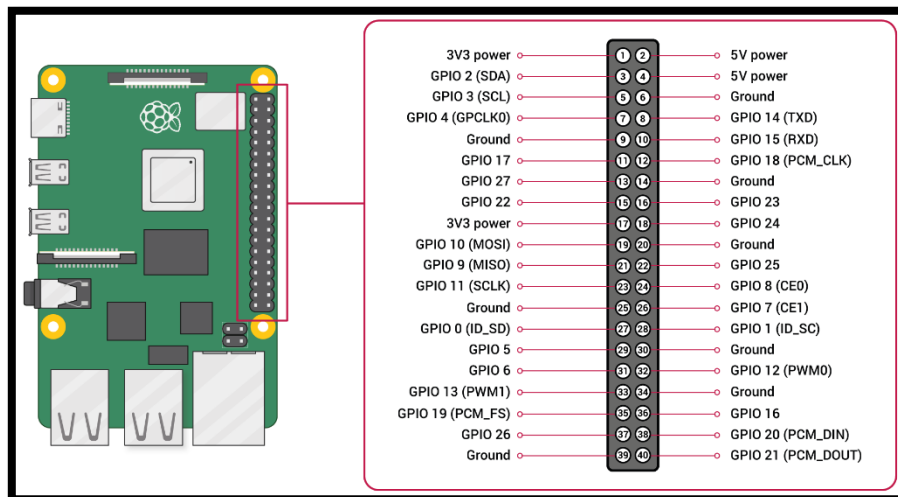 3V3 power 1 2 5V power
GPIO 2 (SDA) 3 4 5V power
GPIO 3 (SCL) 5 6 Ground
GPIO 4 (GPCLK0) 7 8 GPIO 14 (TXD)
Ground 9 10 GPIO 15 (RXD)
GPIO 17 11 12 GPIO 18 (PCM_CLK)
GPIO 27 13 14 Ground
GPIO 22 15 16 GPIO 23
3V3 power 17 18 GPIO 24
GPIO 10 (MOSI) 19 20 Ground
GPIO 9 (MISO) 21 22 GPIO 25
GPIO 11 (SCLK) 23 24 GPIO 8 (CE0)
Ground 25 26 GPIO 7 (CE1)
GPIO 0 (ID_SD) 27 28 GPIO 1 (ID_SC)
GPIO 5 29 30 Ground
GPIO 6 31 32 GPIO 12 (PWM0)
GPIO 13 (PWM1) 33 34 Ground
GPIO 19 (PCM_FS) 35 36 GPIO 16
GPIO 26 37 38 GPIO 20 (PCM_DIN)
Ground 39 40 GPIO 21 (PCM_DOUT)